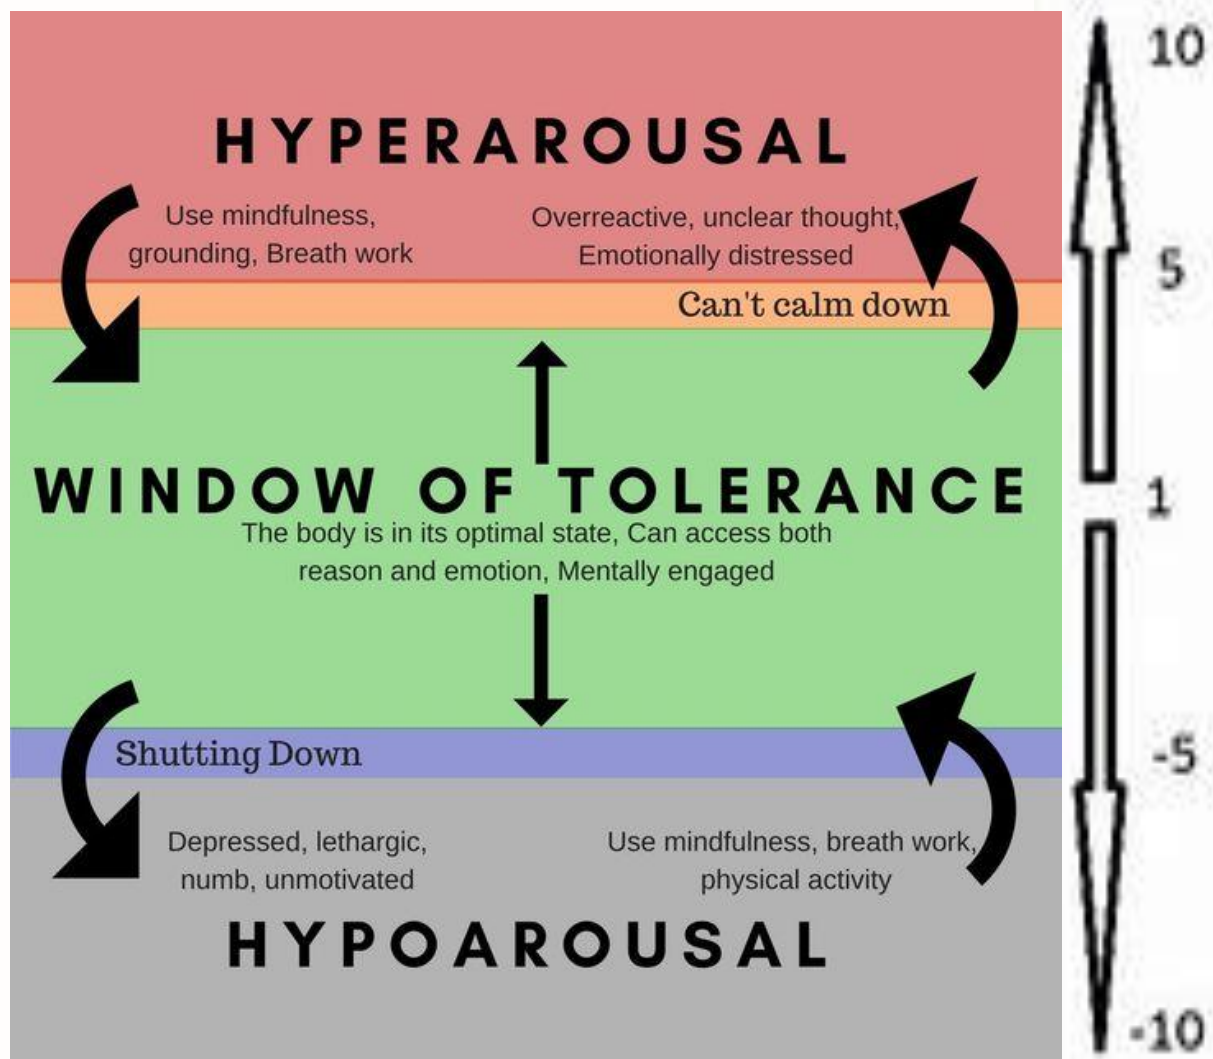 HYPERAROUSAL
Use mindfulness,
grounding, Breath work
Overreactive, unclear thought,
Emotionally distressed
Can't calm down
WINDOW OF TOLERANCE
The body is in its optimal state, Can access both
reason and emotion, Mentally engaged
Shutting Down
Depressed, lethargic,
numb, unmotivated
Use mindfulness, breath work,
physical activity
HYPOAROUSAL
10
5
1
-5
-10